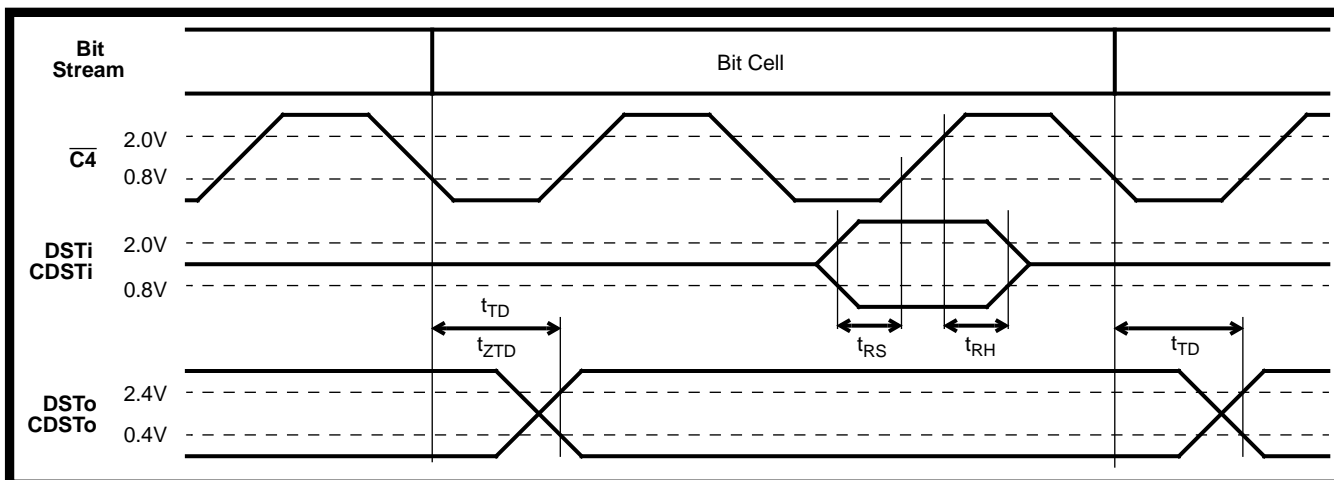 Bit
Stream
Bit Cell
C4
2.0V
0.8V
DSTi
CDSTi
2.0V
0.8V
tTD
tZTD
tRS
tRH
tTD
DSTo
CDSTo
2.4V
0.4V